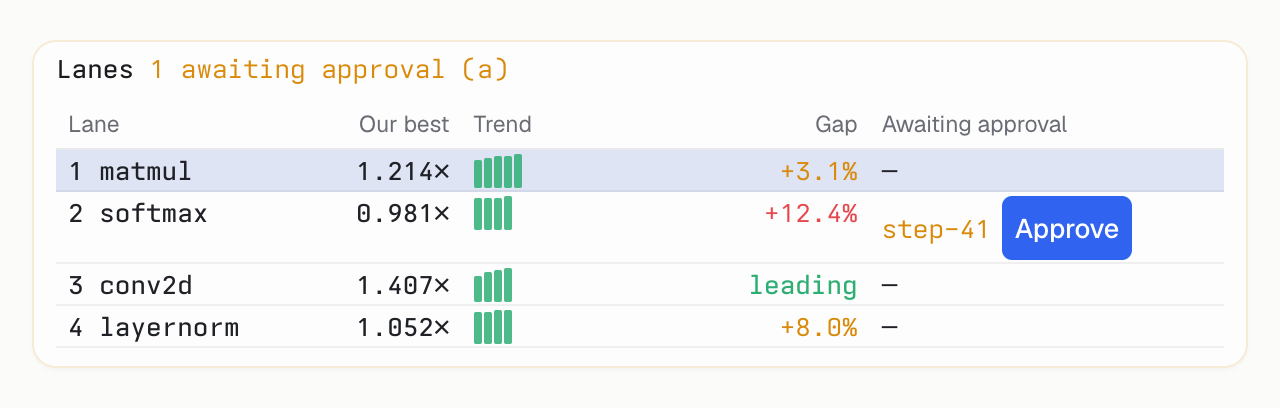 Lanes 1 awaiting approval (a)
Lane Our best Trend Gap Awaiting approval
1 matmul 1.214× +3.1% —
2 softmax 0.981× +12.4% step-41 Approve
3 conv2d 1.407× leading —
4 layernorm 1.052× +8.0% —